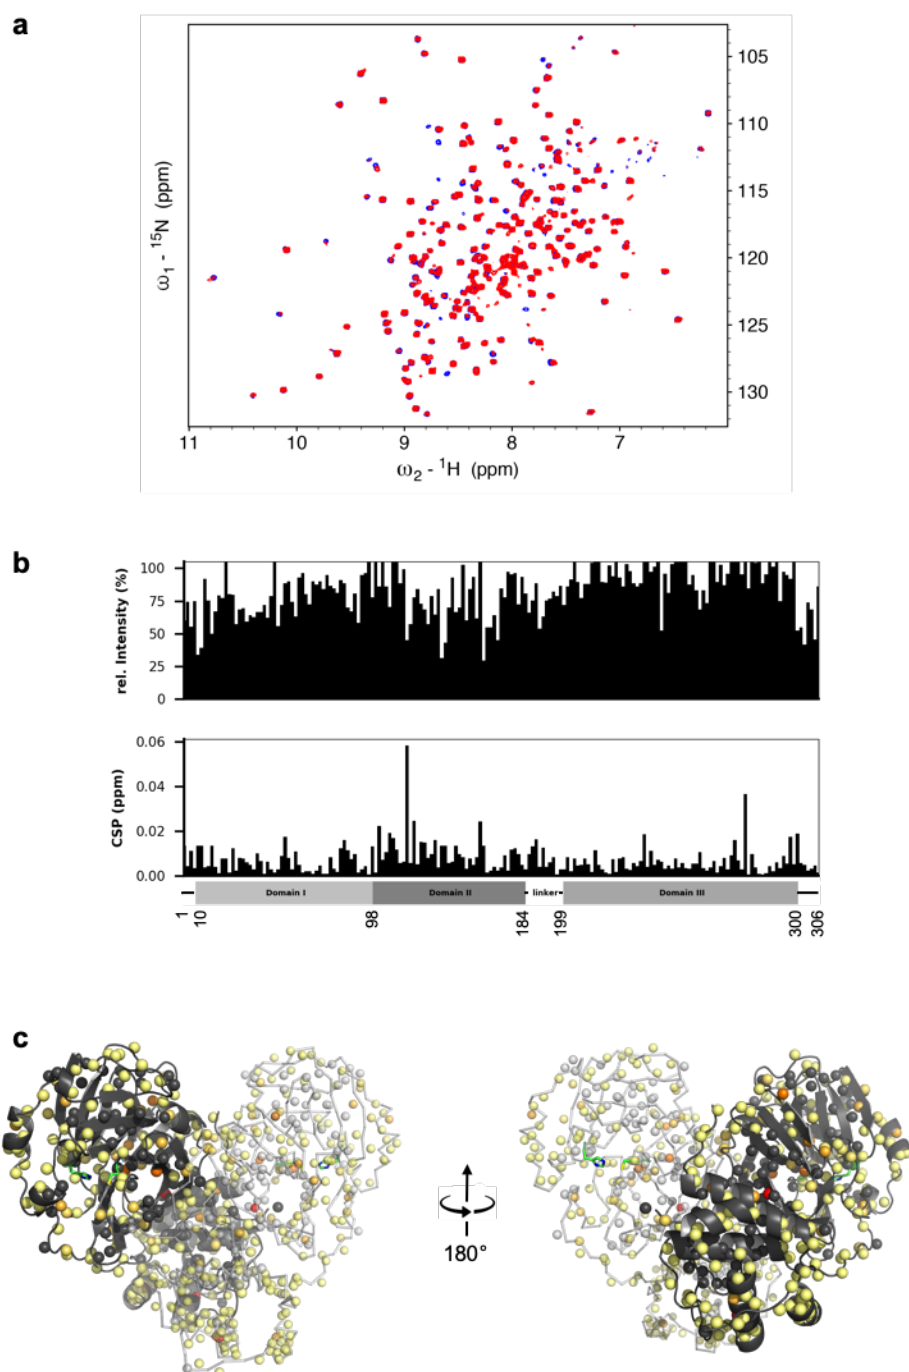 a
105
110
115
120
125
130
ω₁ - ¹⁵N (ppm)
11 10 9 8 7
ω₂ - ¹H (ppm)
b
100
75
50
25
0
rel. Intensity (%)
0.06
0.04
0.02
0.00
CSP (ppm)
Domain I Domain II linker Domain III
1 10 98 184 199 300 306
c
180°